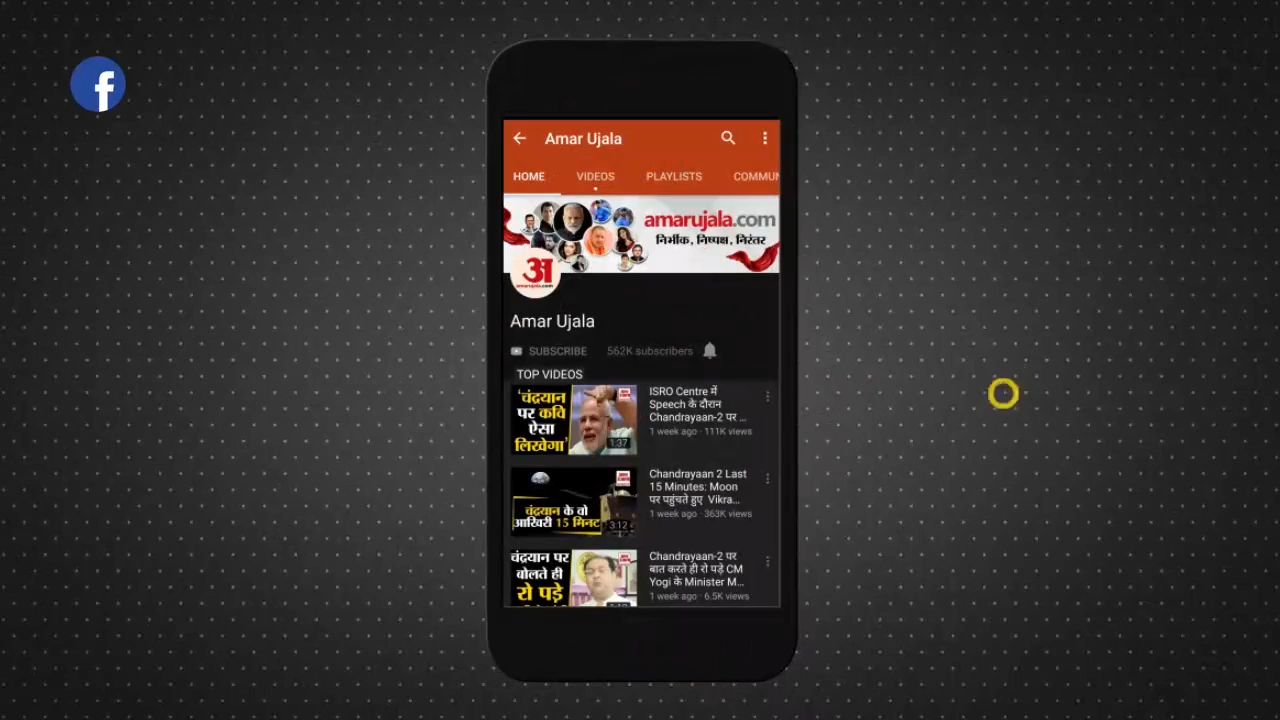 f
Amar Ujala
HOME VIDEOS PLAYLISTS COMMUN
amarujala.com
निर्भीक, निष्पक्ष, निरंतर
अ
amarujala.com
Amar Ujala
SUBSCRIBE 562K subscribers
TOP VIDEOS
'चंद्रयान
पर कवि
ऐसा
लिखेगा'
1:37
ISRO Centre में
Speech के दौरान
Chandrayaan-2 पर ...
1 week ago · 111K views
चंद्रयान के वो
आखिरी 15 मिनट
3:12
Chandrayaan 2 Last
15 Minutes: Moon
पर पहुंचते हुए Vikra...
1 week ago · 363K views
चंद्रयान पर
बोलते ही
रो पड़े
Chandrayaan-2 पर
बात करते ही रो पड़े CM
Yogi के Minister M...
1 week ago · 6.5K views